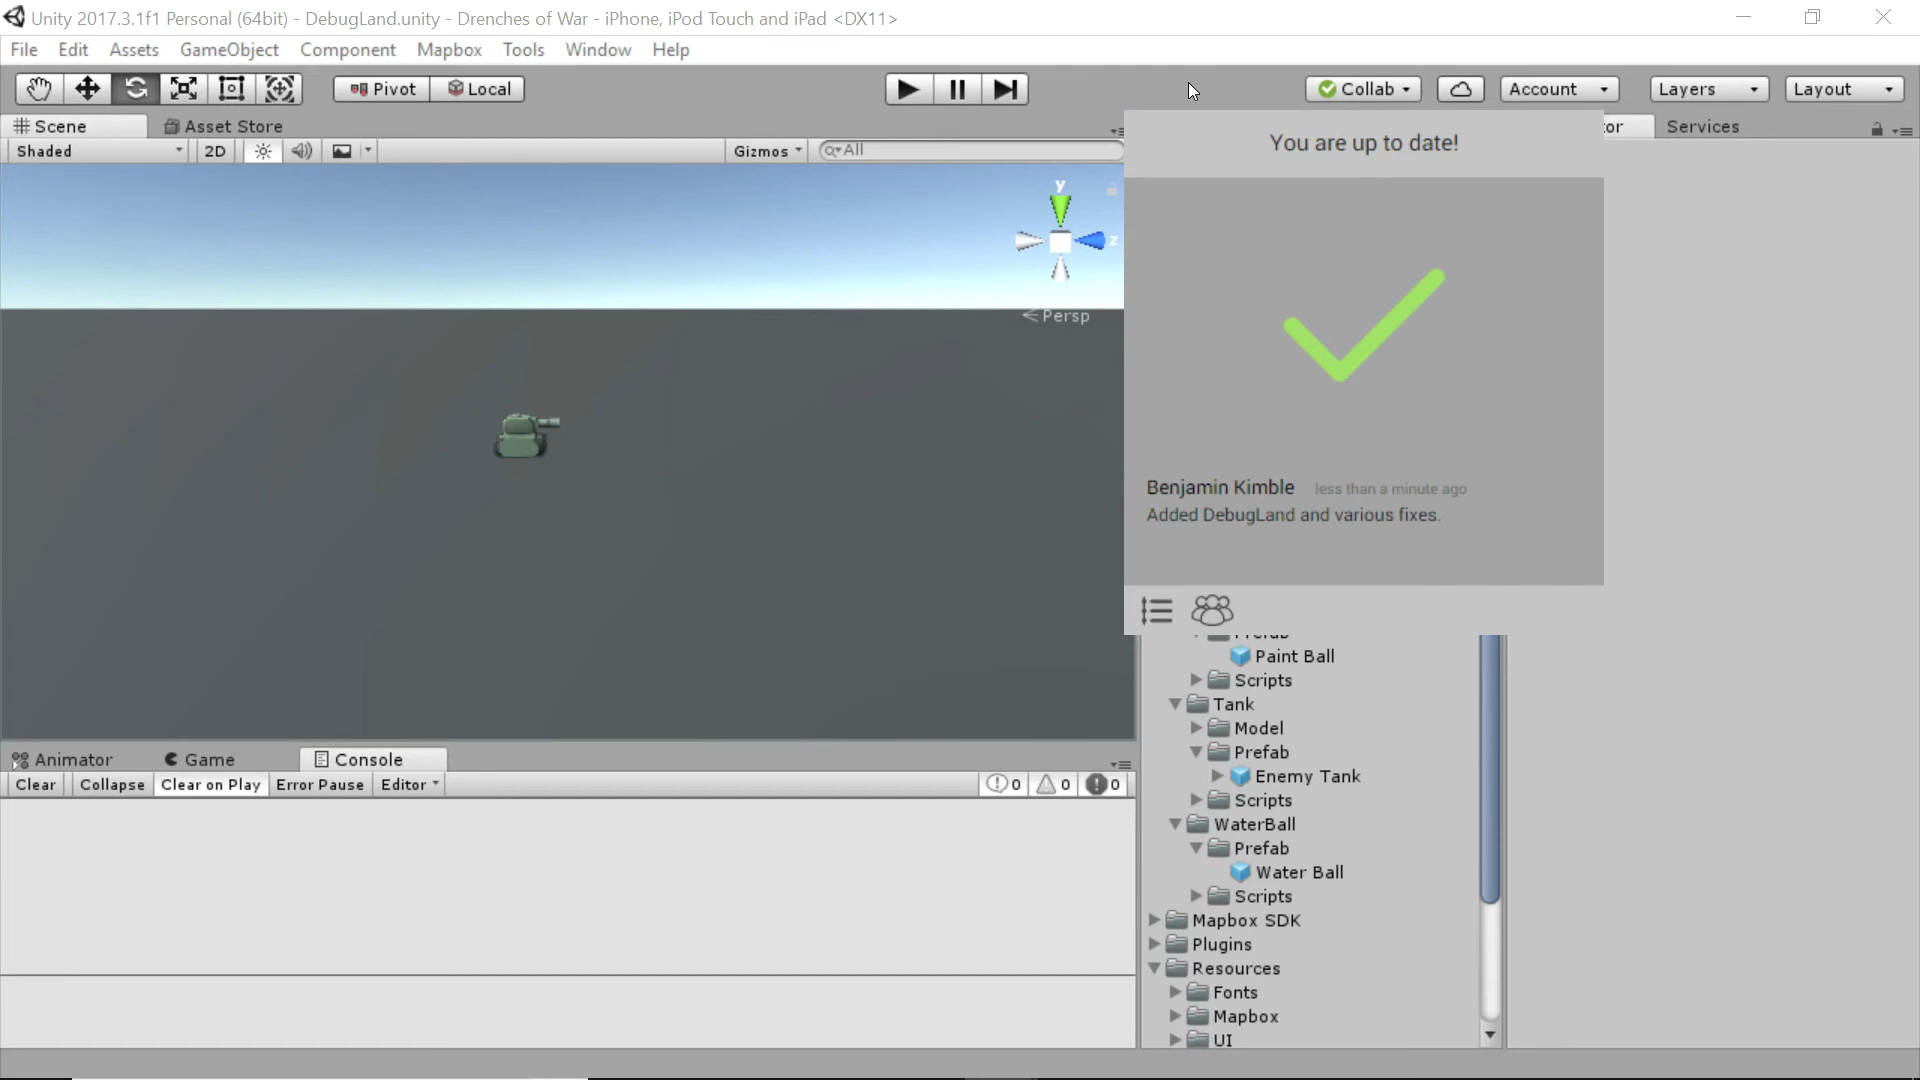 Unity 2017.3.1f1 Personal (64bit) - DebugLand.unity - Drenches of War - iPhone, iPod Touch and iPad <DX11>
File Edit Assets GameObject Component Mapbox Tools Window Help
Pivot Local Collab Account Layers Layout
Scene Asset Store
or Services
Shaded 2D Gizmos All
You are up to date!
y
z
Persp
Benjamin Kimble less than a minute ago
Added DebugLand and various fixes.
Prefab
Paint Ball
Scripts
Tank
Model
Prefab
Enemy Tank
Scripts
WaterBall
Prefab
Water Ball
Scripts
Mapbox SDK
Plugins
Resources
Fonts
Mapbox
UI
Animator Game Console
Clear Collapse Clear on Play Error Pause Editor 0 0 0